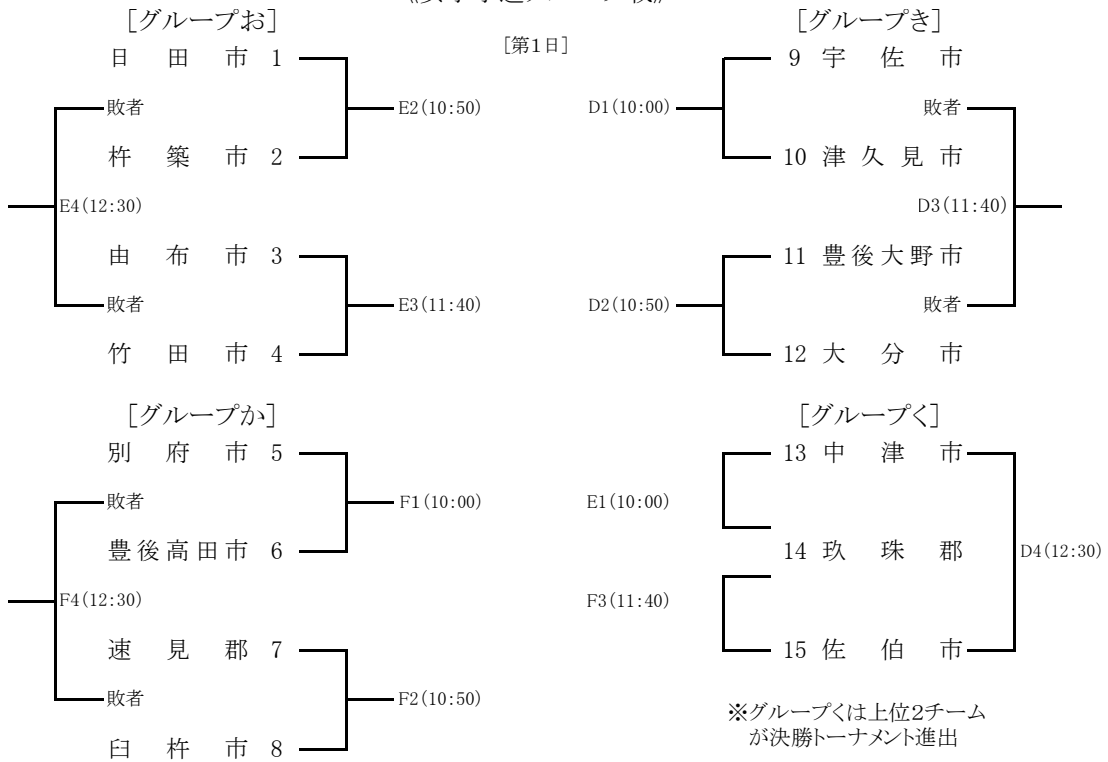 [グループお]
[第1日]
[グループき]
日田市 1
9 宇佐市
敗者
E2(10:50)
D1(10:00)
敗者
杵築市 2
10 津久見市
E4(12:30)
D3(11:40)
由布市 3
11 豊後大野市
敗者
E3(11:40)
D2(10:50)
敗者
竹田市 4
12 大分市
[グループか]
[グループく]
別府市 5
13 中津市
敗者
F1(10:00)
E1(10:00)
豊後高田市 6
14 玖珠郡
D4(12:30)
F4(12:30)
F3(11:40)
速見郡 7
15 佐伯市
敗者
F2(10:50)
※グループくは上位2チーム
が決勝トーナメント進出
臼杵市 8